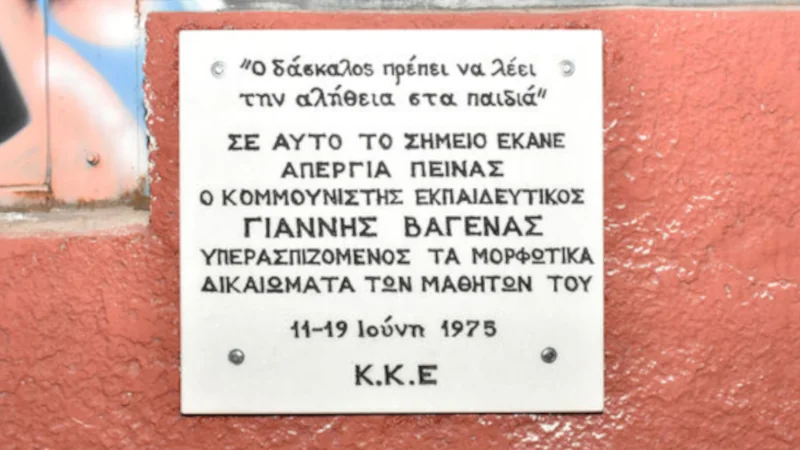 "Ο δάσκαλος πρέπει να λέει
την αλήθεια στα παιδιά"
ΣΕ ΑΥΤΟ ΤΟ ΣΗΜΕΙΟ ΕΚΑΝΕ
ΑΠΕΡΓΙΑ ΠΕΙΝΑΣ
Ο ΚΟΜΜΟΥΝΙΣΤΗΣ ΕΚΠΑΙΔΕΥΤΙΚΟΣ
ΓΙΑΝΝΗΣ ΒΑΓΕΝΑΣ
ΥΠΕΡΑΣΠΙΖΟΜΕΝΟΣ ΤΑ ΜΟΡΦΩΤΙΚΑ
ΔΙΚΑΙΩΜΑΤΑ ΤΩΝ ΜΑΘΗΤΩΝ ΤΟΥ
11-19 Ιούνη 1975
Κ.Κ.Ε